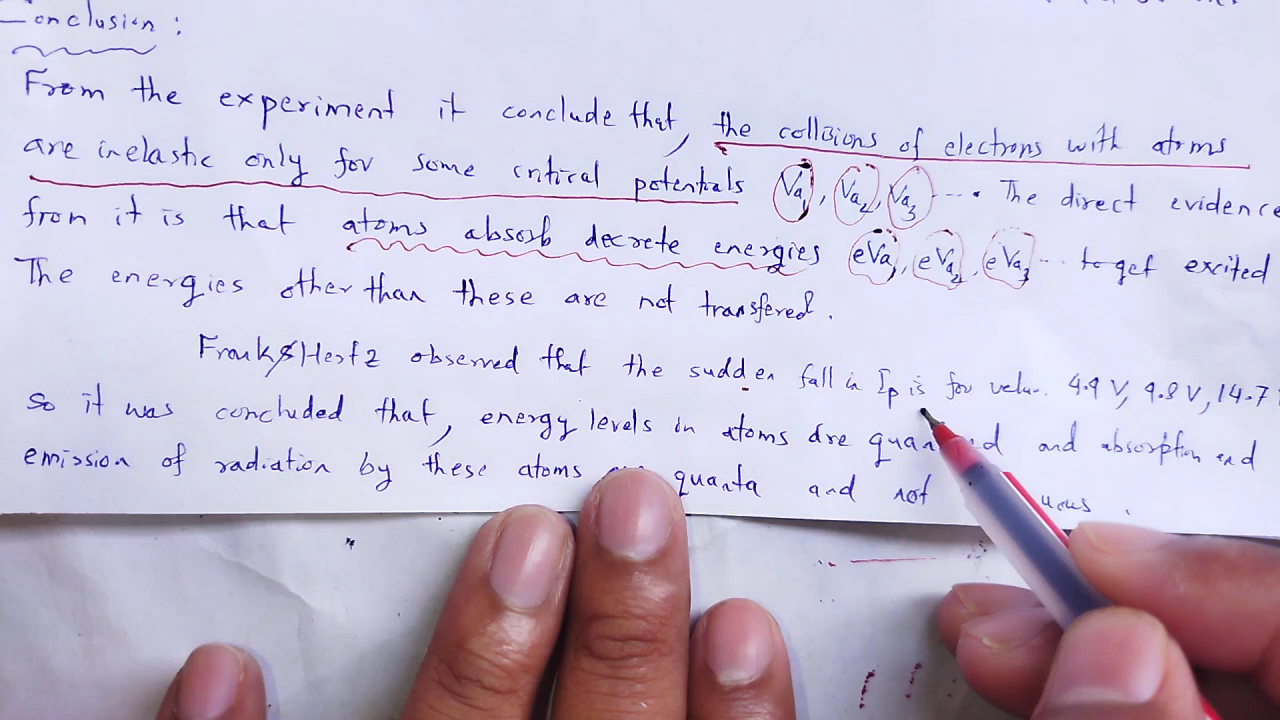 Conclusion :
From the experiment it conclude that, the collisions of electrons with atoms
are inelastic only for some critical potentials Va1, Va2, Va3 .... The direct evidence
from it is that atoms absorb decrete energies eVa1, eVa2, eVa3 .. to get excited
The energies other than these are not transfered.
Frank & Hertz observed that the sudden fall in Ip is for 4.9 V, 9.8 V, 14.7
so it was concluded that, energy levels in atoms are and absorption and
emission of radiation by these atoms quanta and not .